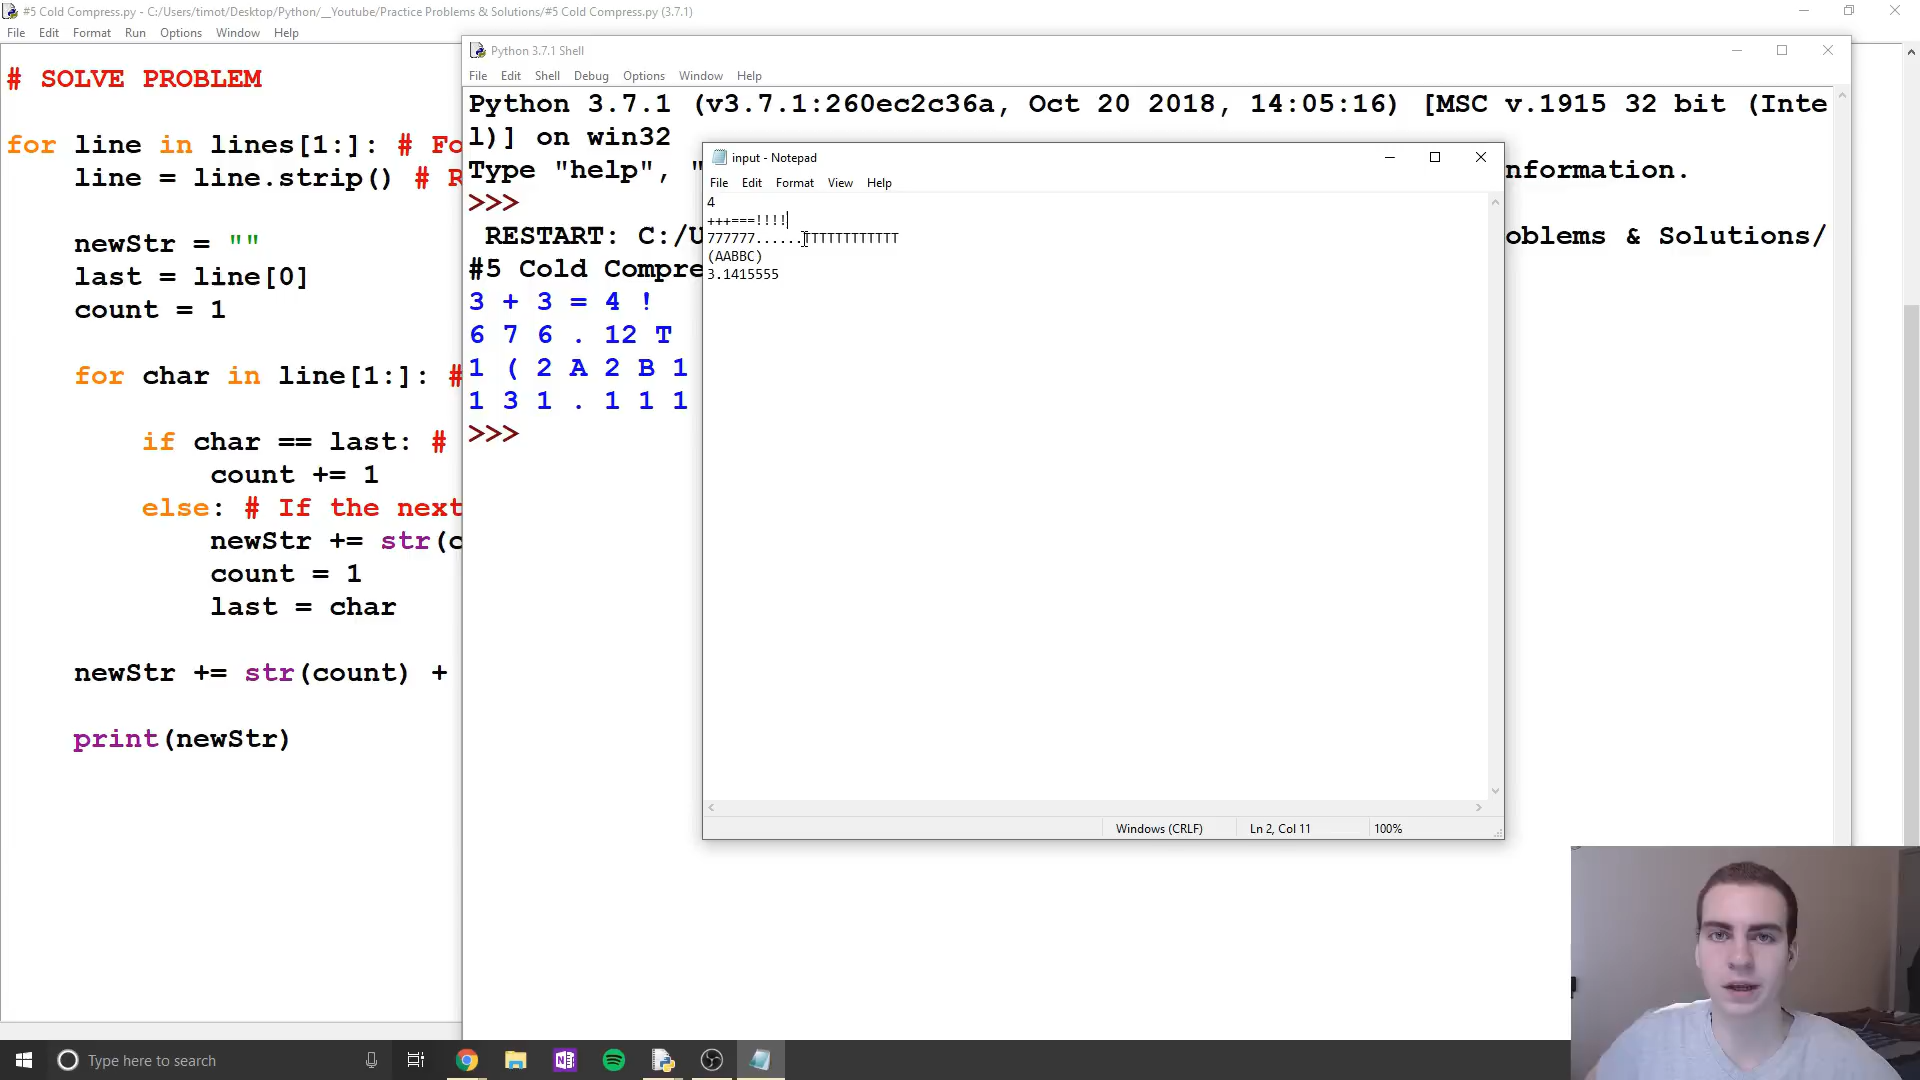 #5 Cold Compress.py - C:/Users/timot/Desktop/Python/__Youtube/Practice Problems & Solutions/#5 Cold Compress.py (3.7.1)
File Edit Format Run Options Window Help
# SOLVE PROBLEM
for line in lines[1:]: # Fo
line = line.strip() # R
newStr = ""
last = line[0]
count = 1
for char in line[1:]: #
if char == last: #
count += 1
else: # If the next
newStr += str(c
count = 1
last = char
newStr += str(count) +
print(newStr)
Python 3.7.1 Shell
File Edit Shell Debug Options Window Help
Python 3.7.1 (v3.7.1:260ec2c36a, Oct 20 2018, 14:05:16) [MSC v.1915 32 bit (Inte
l)] on win32
Type "help", " nformation.
>>>
RESTART: C:/U oblems & Solutions/
#5 Cold Compre
3 + 3 = 4 !
6 7 6 . 12 T
1 ( 2 A 2 B 1
1 3 1 . 1 1 1
>>>
input - Notepad
File Edit Format View Help
4
+++===!!!!
777777......TTTTTTTTTTTT
(AABBC)
3.1415555
Windows (CRLF) Ln 2, Col 11 100%
Type here to search